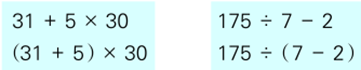 31 + 5 × 30
(31 + 5) × 30
175 ÷ 7 − 2
175 ÷ (7 − 2)